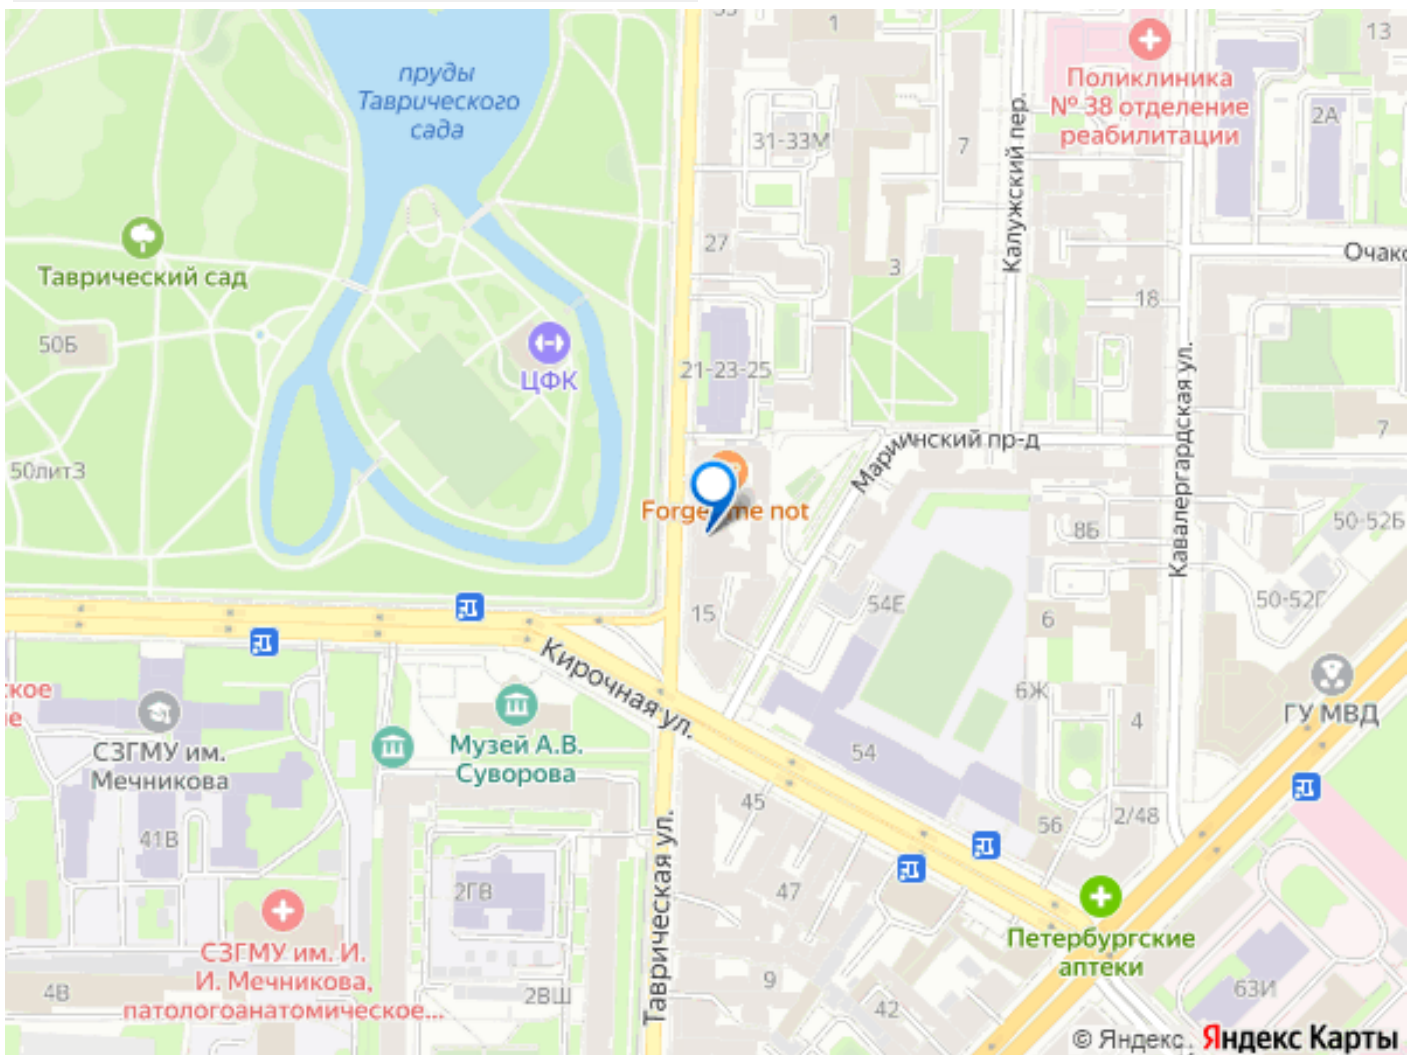 1
13
пруды
Таврического
сада
Поликлиника
№ 38 отделение
реабилитации
2А
31-33М
7
Калужский пер.
27
3
Очак
Таврический сад
18
50Б
ЦФК
21-23-25
Кавалергардская ул.
7
Мариинский пр-д
50лит3
Forget me not
8Б
50-52Б
54Е
50-52Г
15
6
Кирочная ул.
6Ж
4
ГУ МВД
ское
е
СЗГМУ им.
Мечникова
Музей А.В.
Суворова
54
45
56
2/48
41В
Таврическая ул.
2ГВ
47
СЗГМУ им. И.
И. Мечникова,
патологоанатомическое...
Петербургские
аптеки
4В
2ВШ
9
42
63И
© Яндекс Яндекс Карты